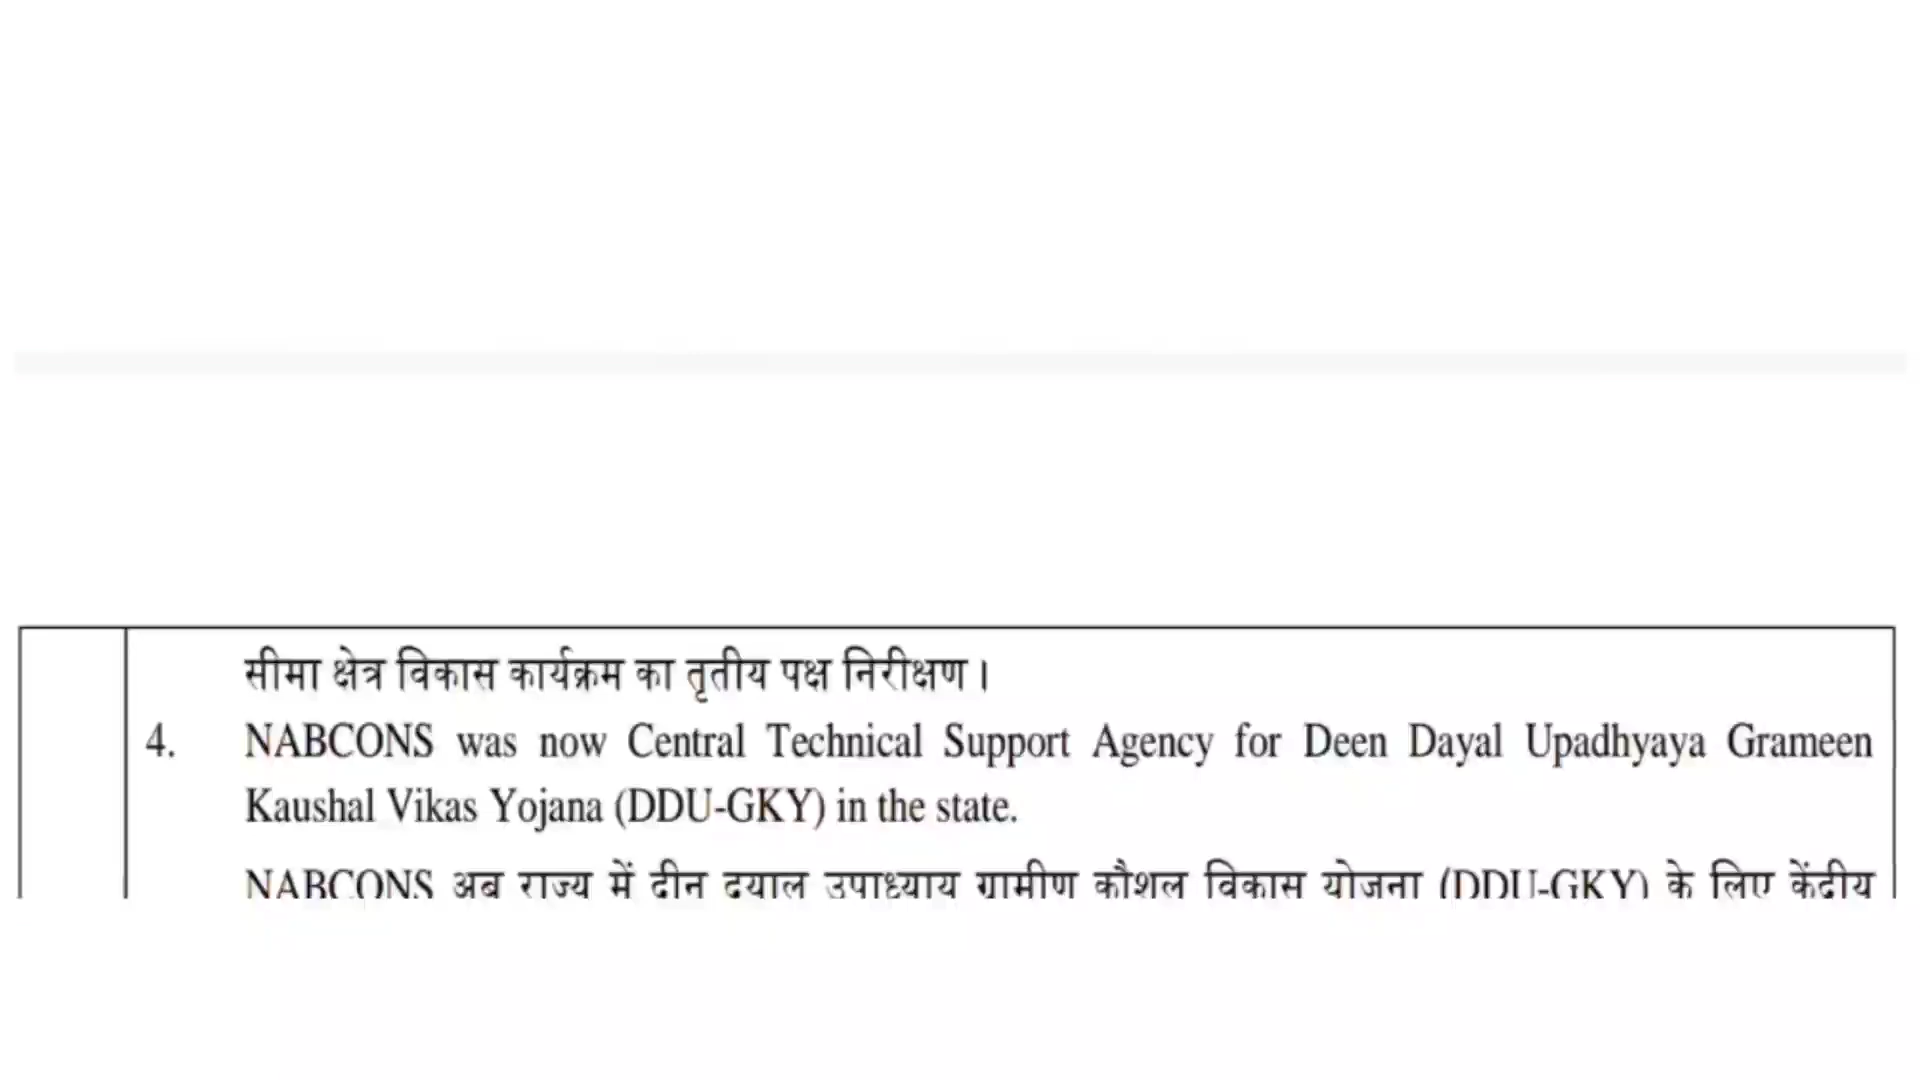 सीमा क्षेत्र विकास कार्यक्रम का तृतीय पक्ष निरीक्षण।
4. NABCONS was now Central Technical Support Agency for Deen Dayal Upadhyaya Grameen
Kaushal Vikas Yojana (DDU-GKY) in the state.
NABCONS अब राज्य में दीन दयाल उपाध्याय ग्रामीण कौशल विकास योजना (DDU-GKY) के लिए केंद्रीय